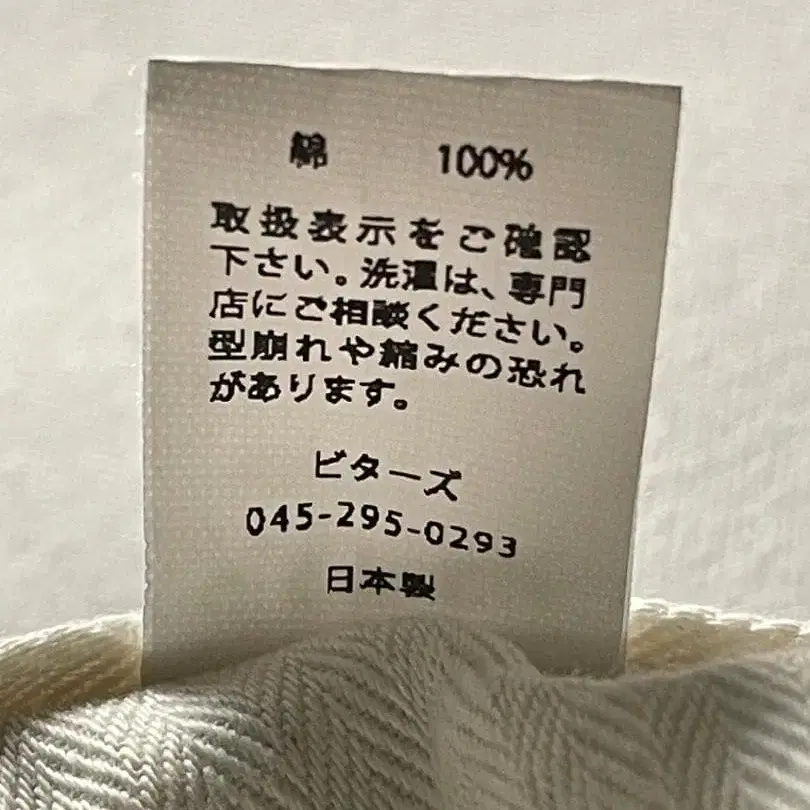 綿 100%
取扱表示をご確認
下さい。洗濯は、専門
店にご相談ください。
型崩れや縮みの恐れ
があります。
ビターズ
045-295-0293
日本製